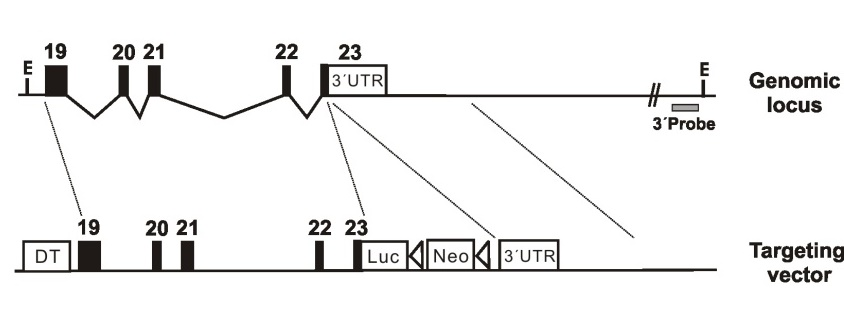 19 20 21 22 23
E 3´UTR E
Genomic
locus
3´Probe
19 20 21 22 23
DT Luc Neo 3´UTR
Targeting
vector